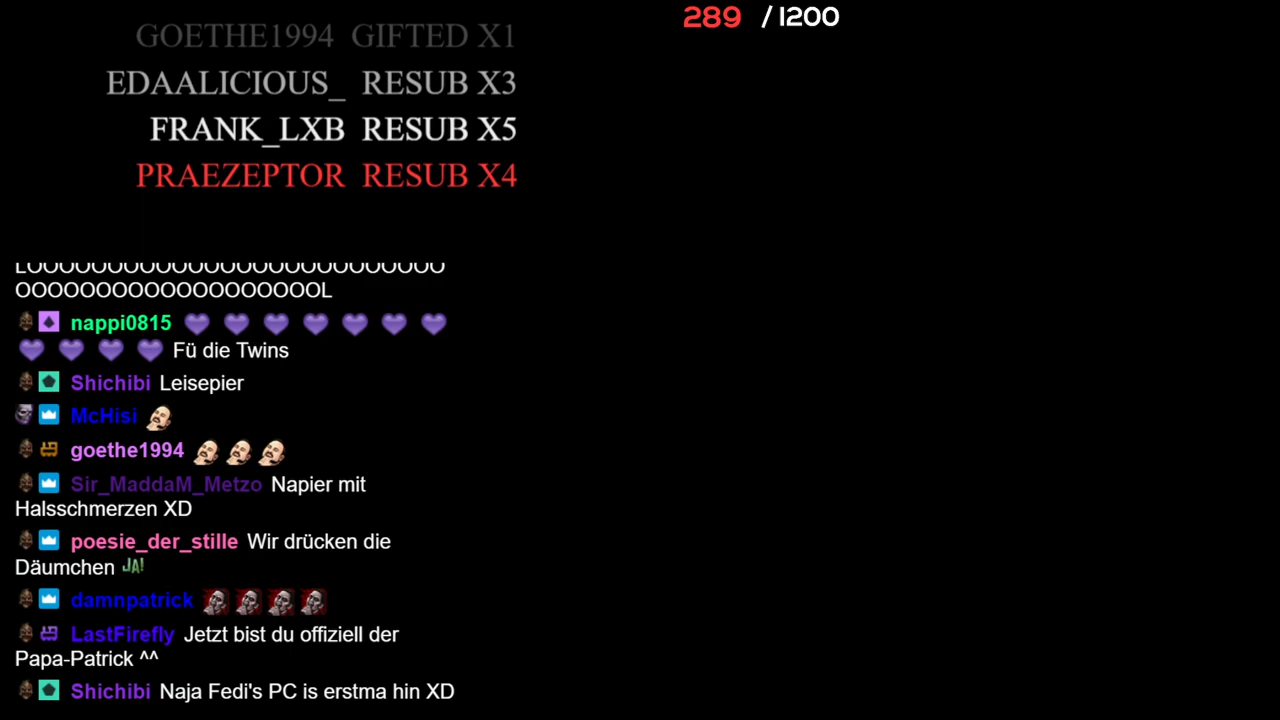 289 / 1200
GOETHE1994 GIFTED X1
EDAALICIOUS_ RESUB X3
FRANK_LXB RESUB X5
PRAEZEPTOR RESUB X4
LOOOOOOOOOOOOOOOOOOOOOOOOOO
OOOOOOOOOOOOOOOOOOOL
nappi0815
Fü die Twins
Shichibi Leisepier
McHisi
goethe1994
Sir_MaddaM_Metzo Napier mit
Halsschmerzen XD
poesie_der_stille Wir drücken die
Däumchen JA!
damnpatrick
LastFirefly Jetzt bist du offiziell der
Papa-Patrick ^^
Shichibi Naja Fedi's PC is erstma hin XD